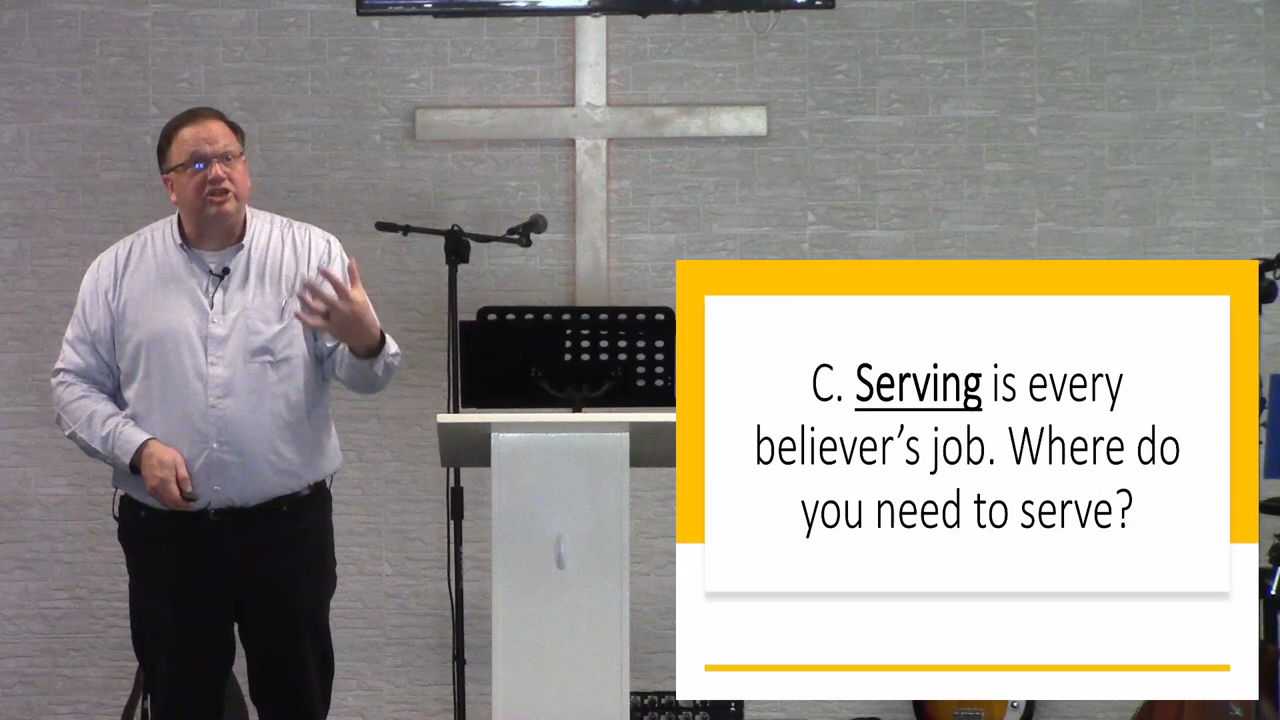 C. Serving is every
believer’s job. Where do
you need to serve?